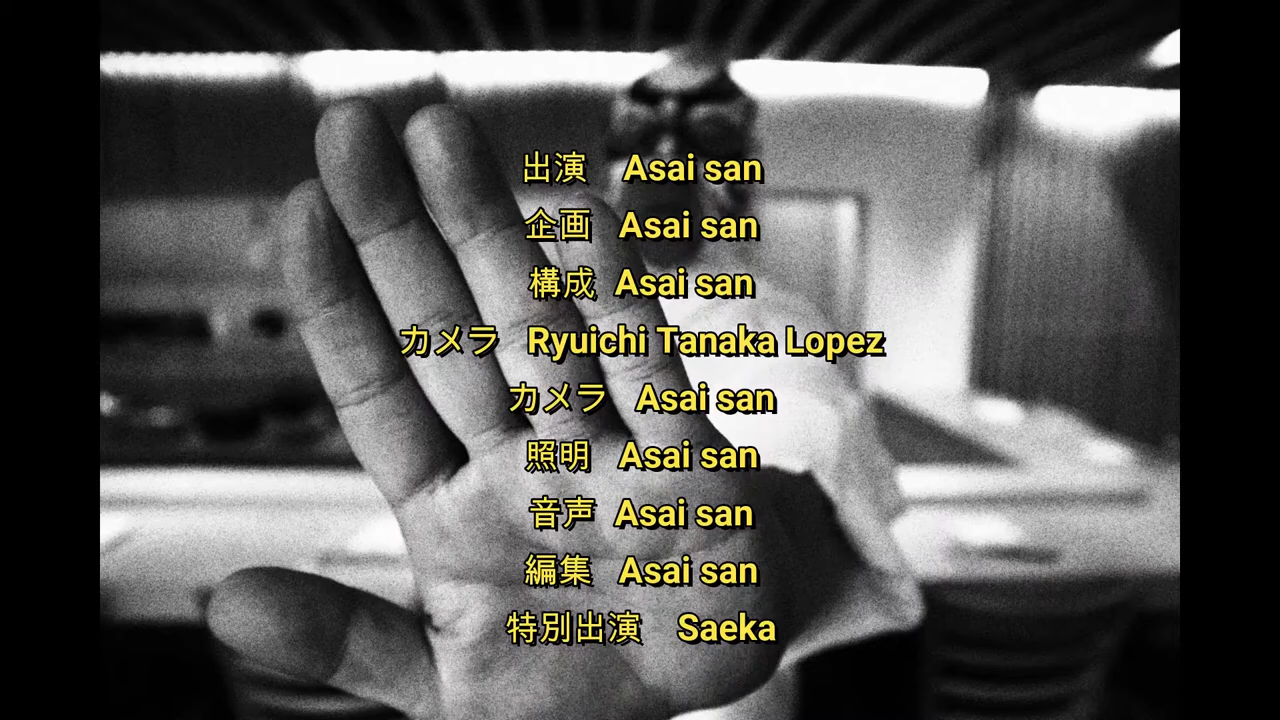 出演 Asai san
企画 Asai san
構成 Asai san
カメラ Ryuichi Tanaka Lopez
カメラ Asai san
照明 Asai san
音声 Asai san
編集 Asai san
特別出演 Saeka